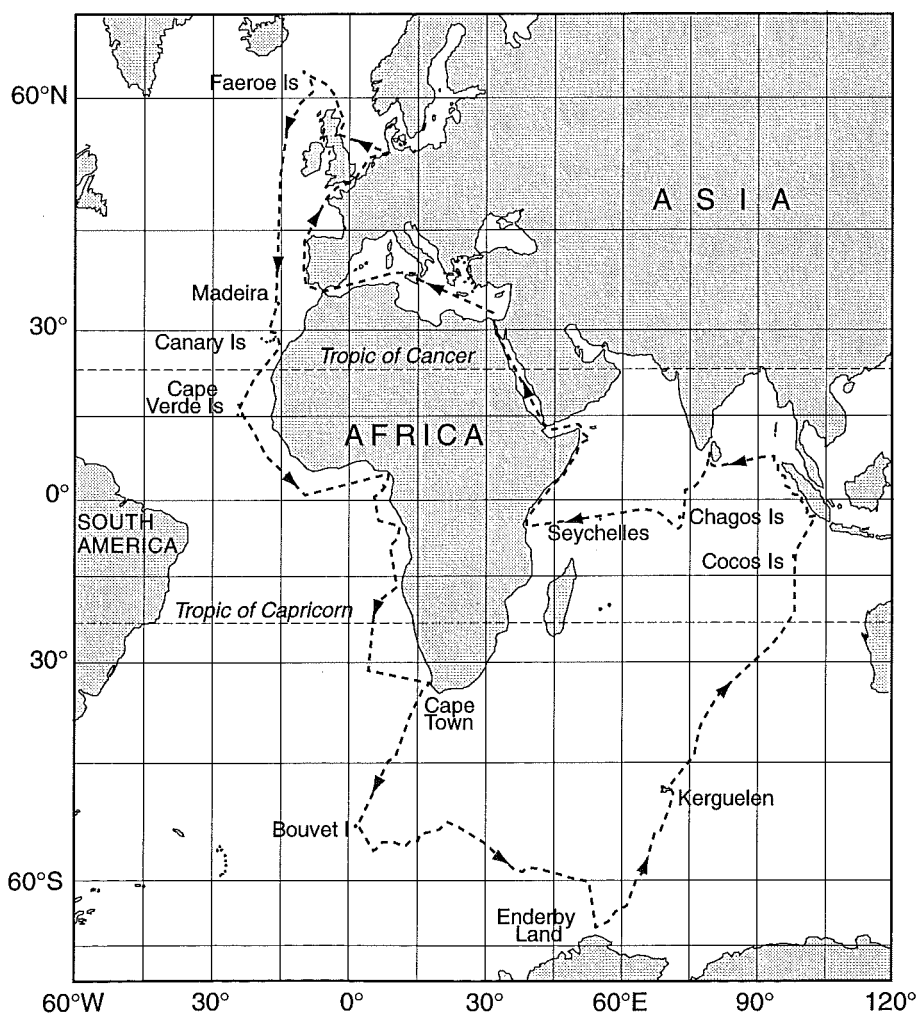 Faeroe Is
60°N
ASIA
Madeira
30°
Canary Is
Tropic of Cancer
Cape
Verde Is
AFRICA
0°
SOUTH
AMERICA
Chagos Is
Seychelles
Cocos Is
Tropic of Capricorn
30°
Cape
Town
Kerguelen
Bouvet I
60°S
Enderby
Land
60°W 30° 0° 30° 60°E 90° 120°